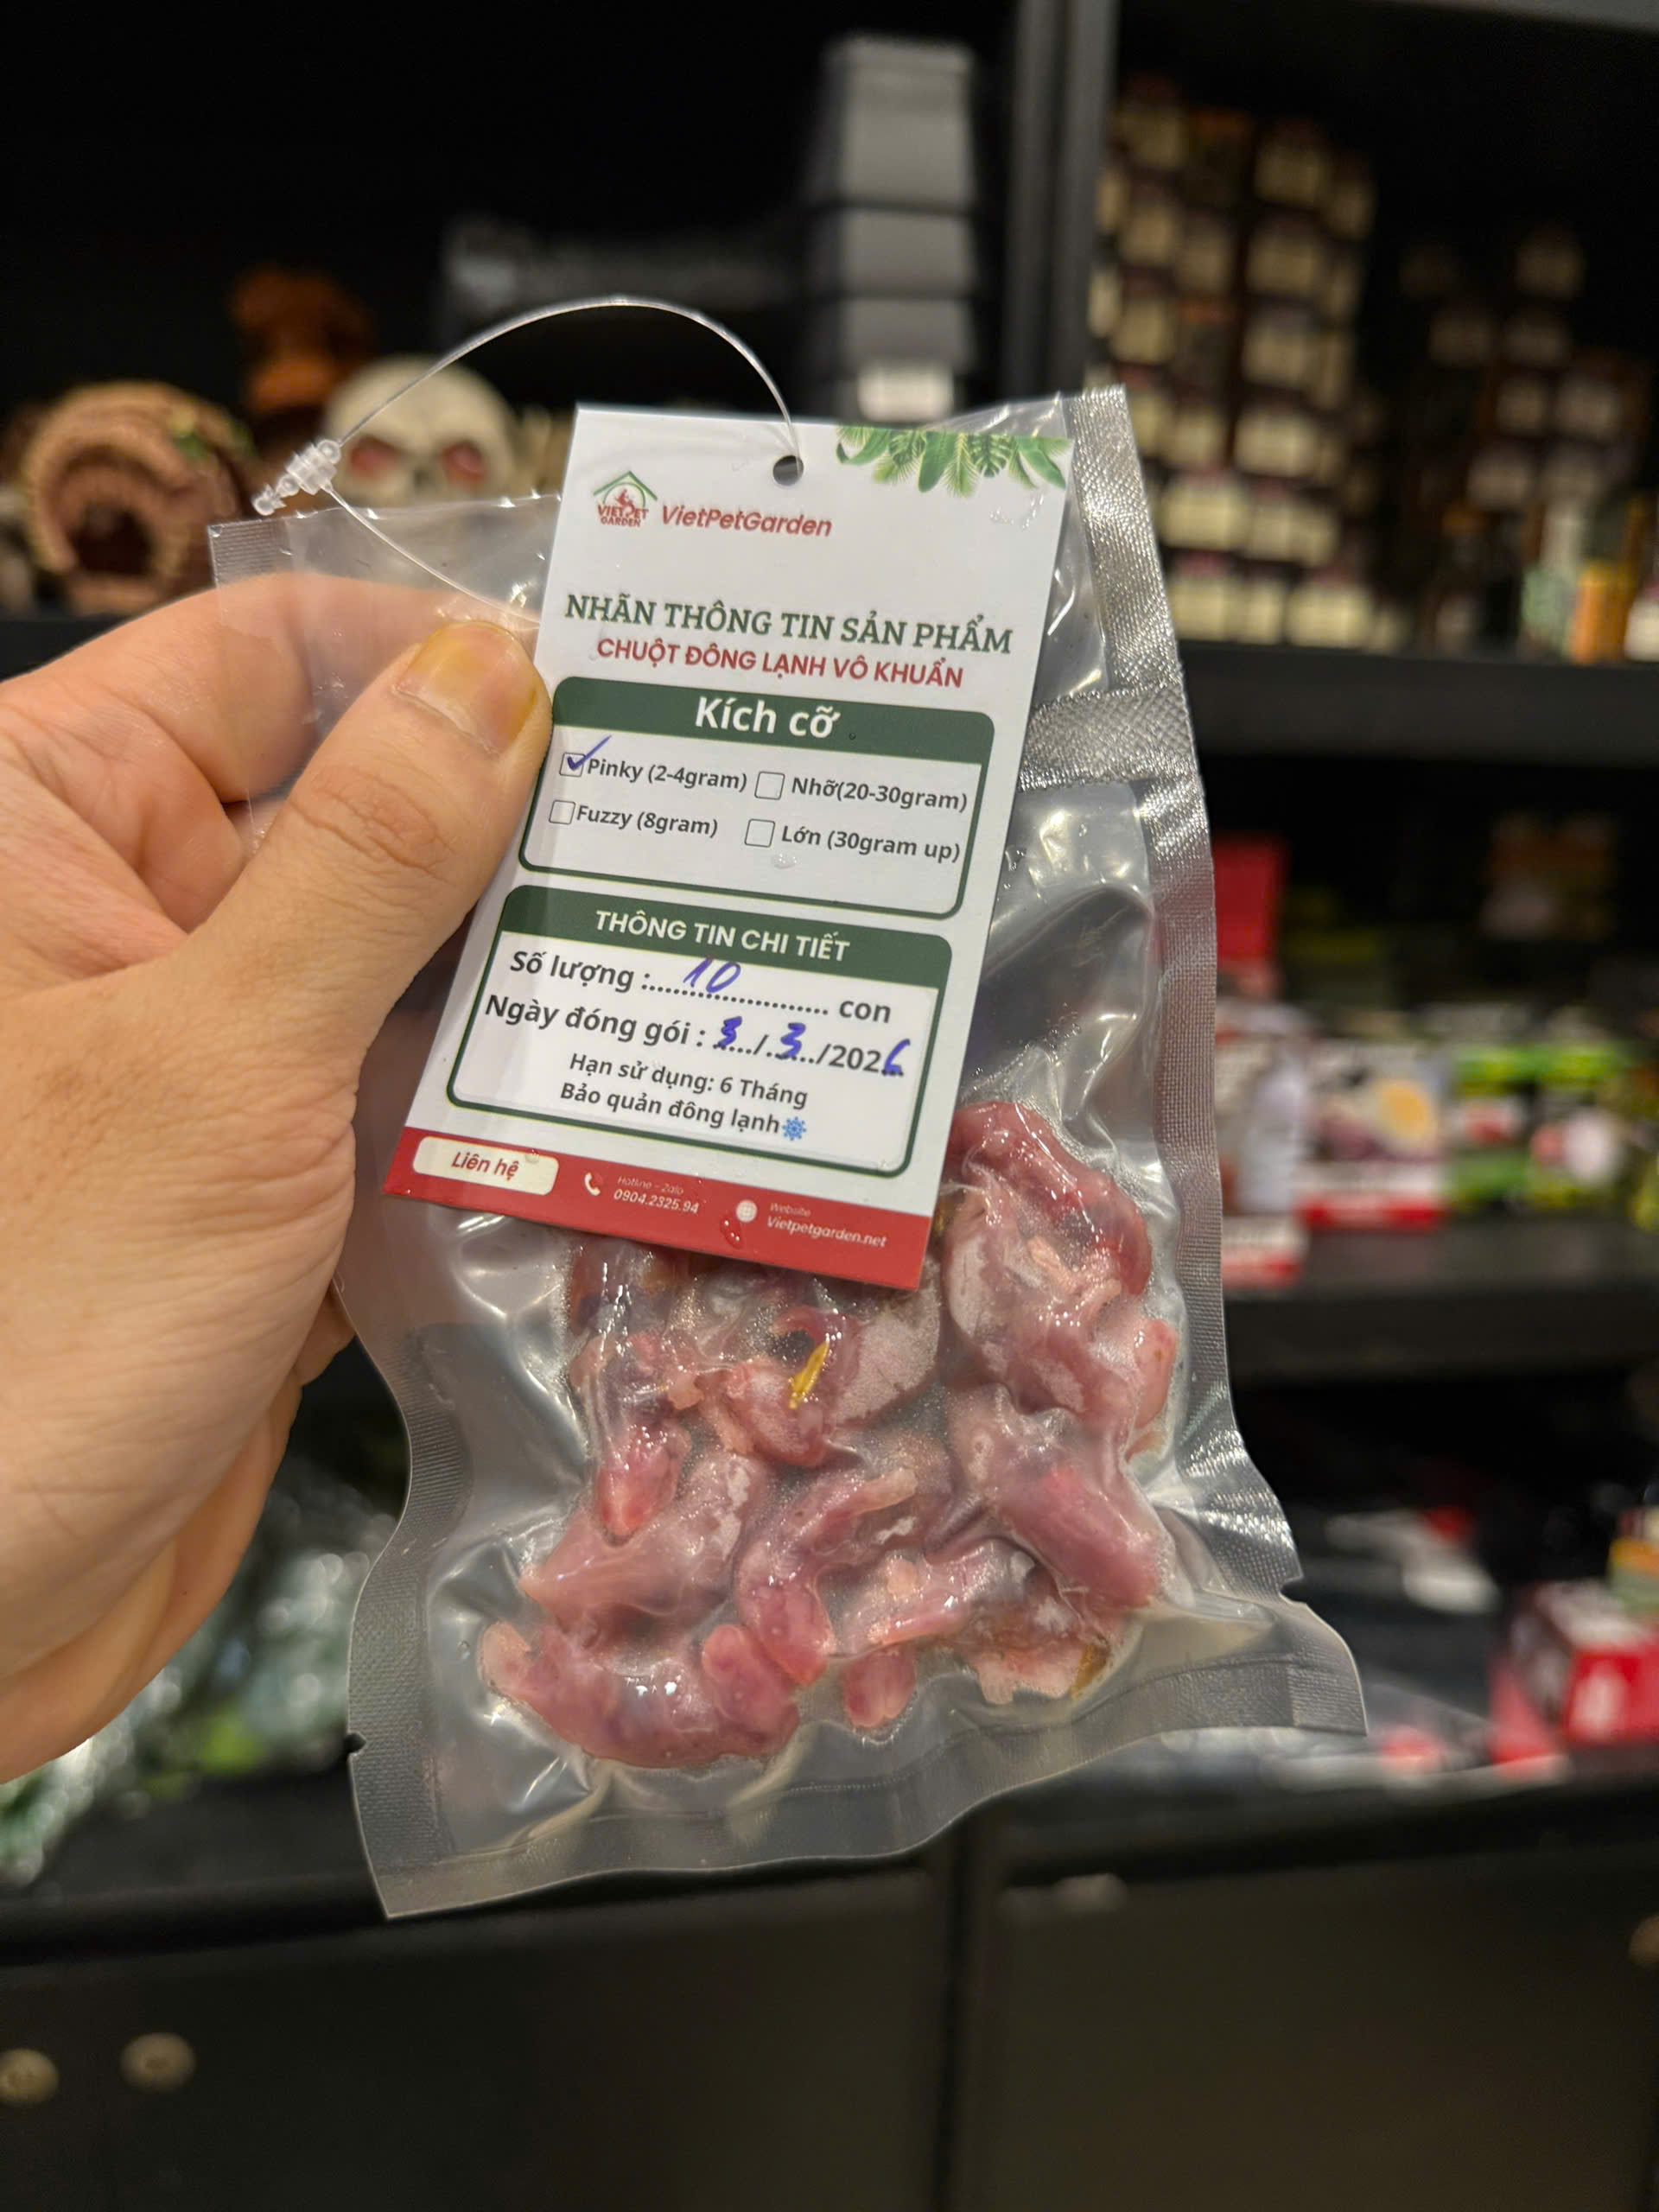 VIETPET
GARDEN
VietPetGarden
NHÃN THÔNG TIN SẢN PHẨM
CHUỘT ĐÔNG LẠNH VÔ KHUẨN
Kích cỡ
Pinky (2-4gram) Nhỡ(20-30gram)
Fuzzy (8gram) Lớn (30gram up)
THÔNG TIN CHI TIẾT
Số lượng :.....10..................... con
Ngày đóng gói : 3..../.3..../2026
Hạn sử dụng: 6 Tháng
Bảo quản đông lạnh
Liên hệ
Hotline - Zalo
0904.2325.94
Website
Vietpetgarden.net